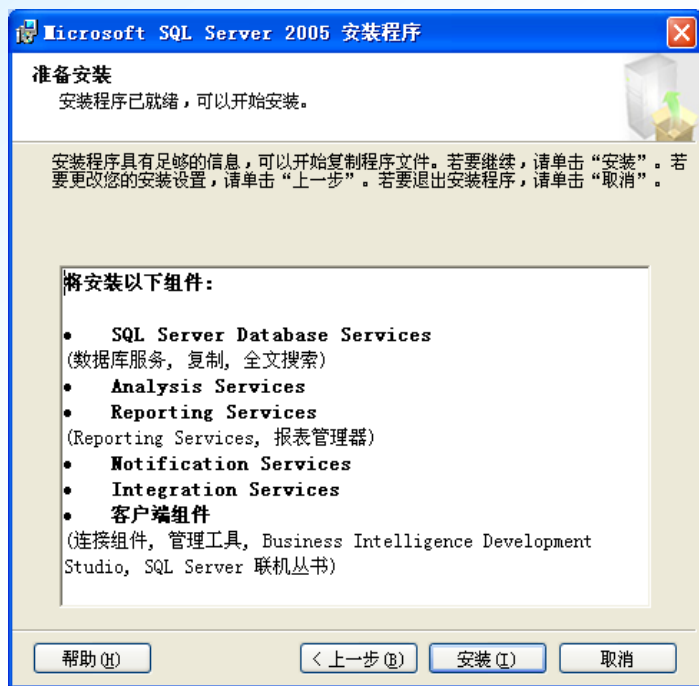 Microsoft SQL Server 2005 安装程序
准备安装
安装程序已就绪，可以开始安装。
安装程序具有足够的信息，可以开始复制程序文件。若要继续，请单击“安装”。若
要更改您的安装设置，请单击“上一步”。若要退出安装程序，请单击“取消”。
将安装以下组件:
• SQL Server Database Services
(数据库服务, 复制, 全文搜索)
• Analysis Services
• Reporting Services
(Reporting Services, 报表管理器)
• Notification Services
• Integration Services
• 客户端组件
(连接组件, 管理工具, Business Intelligence Development
Studio, SQL Server 联机丛书)
帮助(H) < 上一步(B) 安装(I) 取消